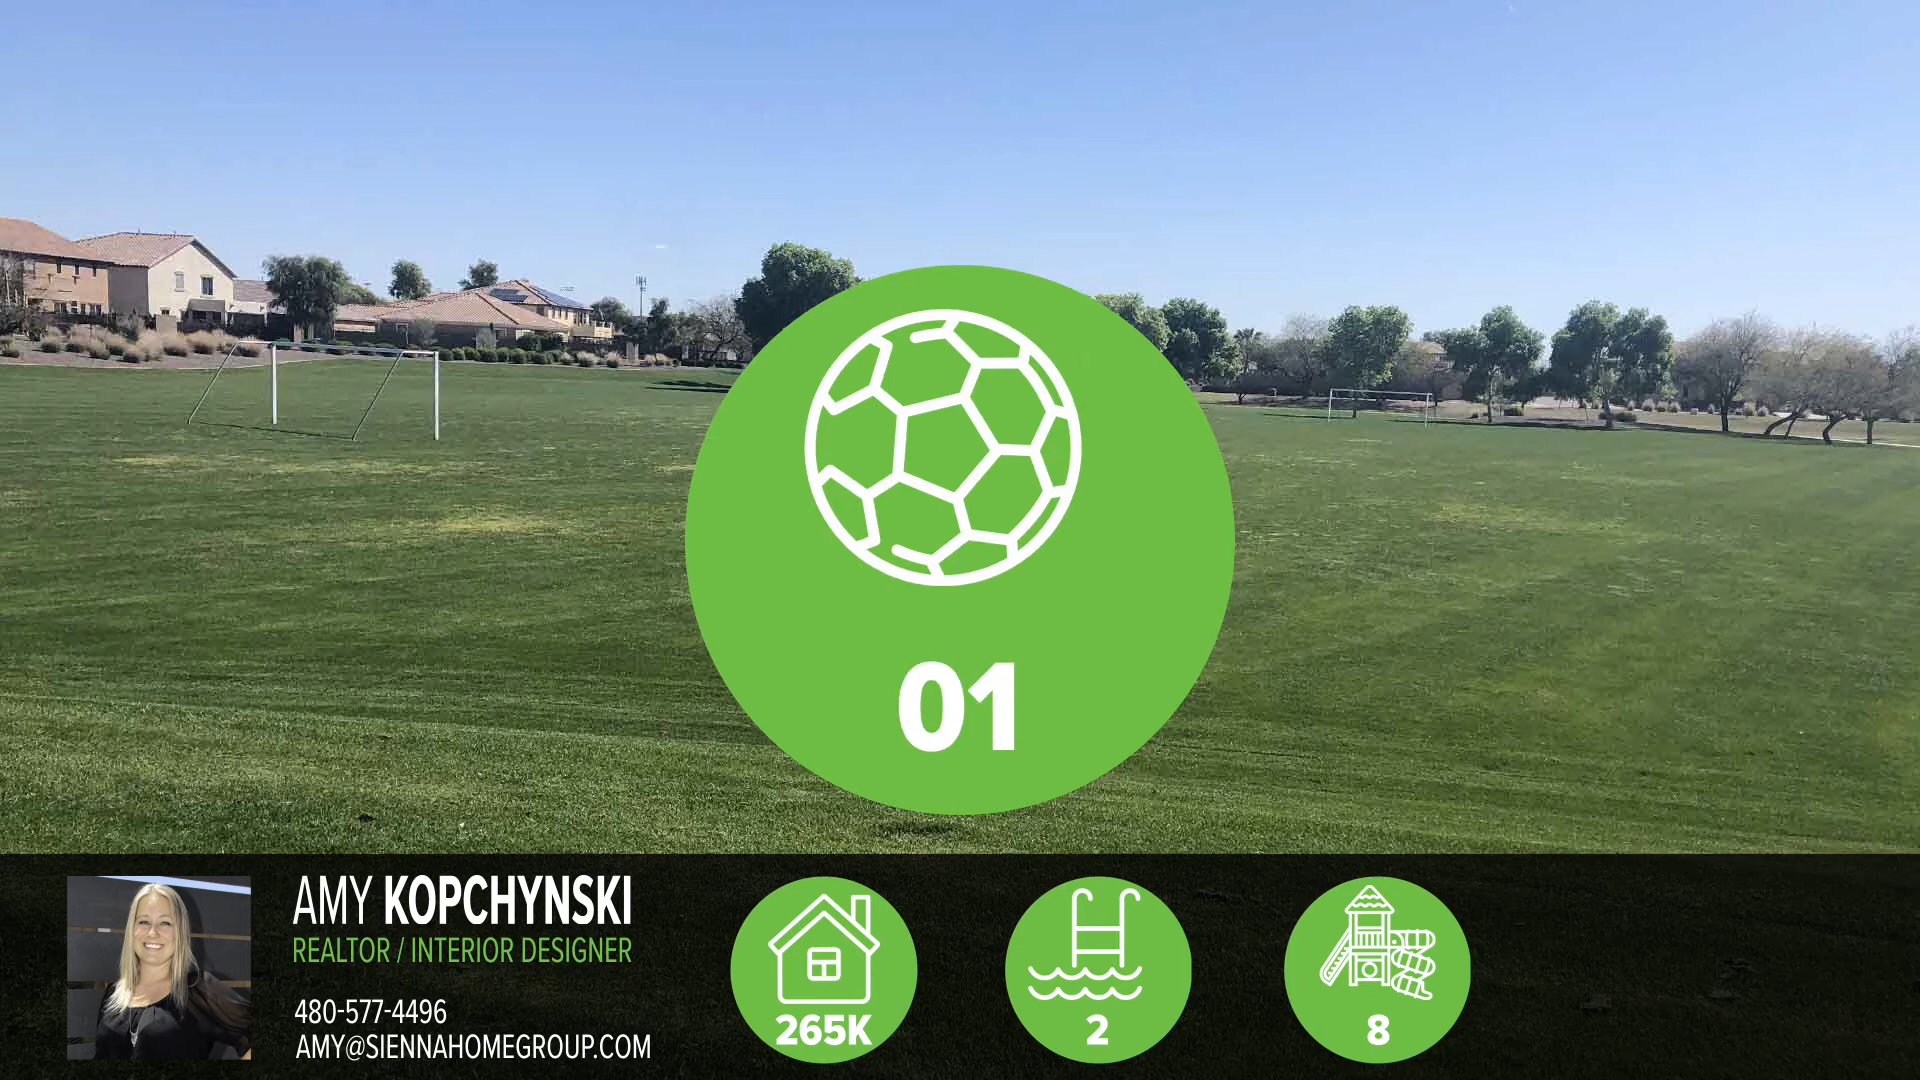 01
AMY KOPCHYNSKI
REALTOR / INTERIOR DESIGNER
480-577-4496
AMY@SIENNAHOMEGROUP.COM
265K
2
8